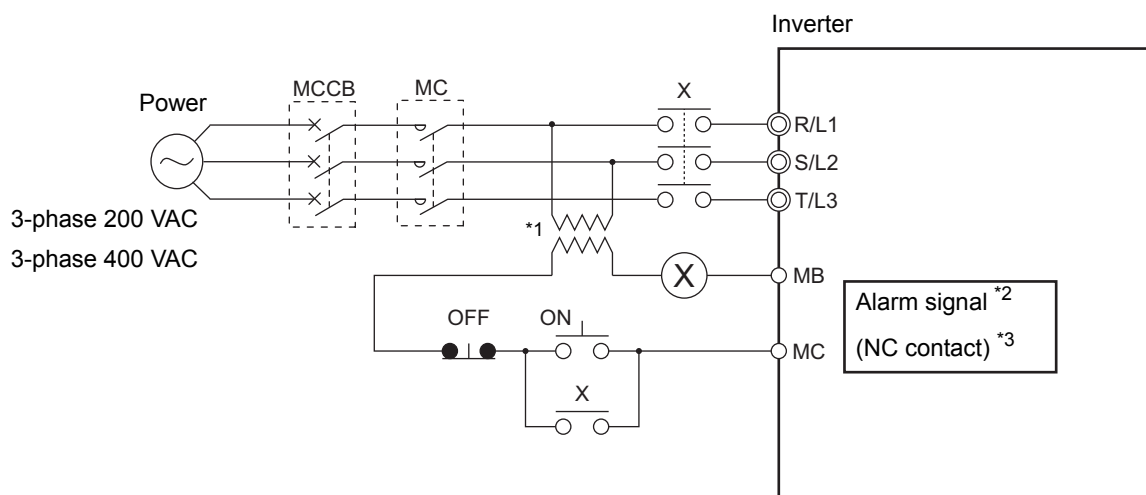 Inverter
MCCB
MC
X
Power
R/L1
S/L2
T/L3
3-phase 200 VAC
*1
3-phase 400 VAC
X
MB
Alarm signal *2
OFF
ON
MC
(NC contact) *3
X